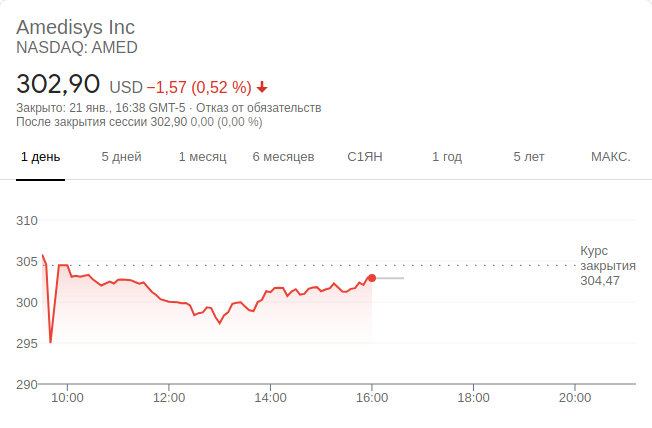 Amedisys Inc
NASDAQ: AMED
302,90 USD −1,57 (0,52 %)
Закрыто: 21 янв., 16:38 GMT-5 · Отказ от обязательств
После закрытия сессии 302,90 0,00 (0,00 %)
1 день 5 дней 1 месяц 6 месяцев С1ЯН 1 год 5 лет МАКС.
310
305
300
295
290
Курс
закрытия
304,47
10:00 12:00 14:00 16:00 18:00 20:00